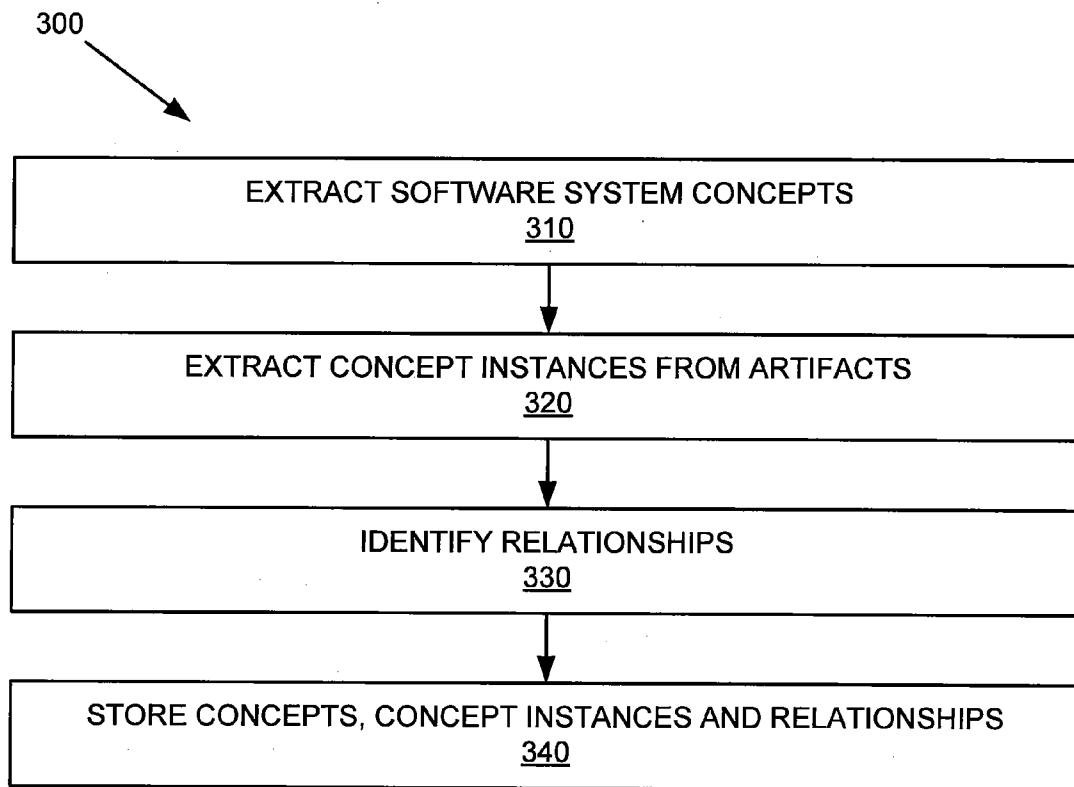 300
EXTRACT SOFTWARE SYSTEM CONCEPTS
310
EXTRACT CONCEPT INSTANCES FROM ARTIFACTS
320
IDENTIFY RELATIONSHIPS
330
STORE CONCEPTS, CONCEPT INSTANCES AND RELATIONSHIPS
340